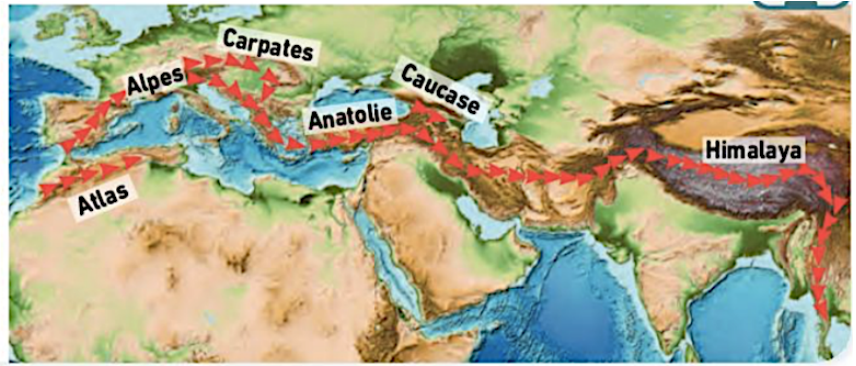 Carpates
Alpes
Caucase
Anatolie
Himalaya
Atlas